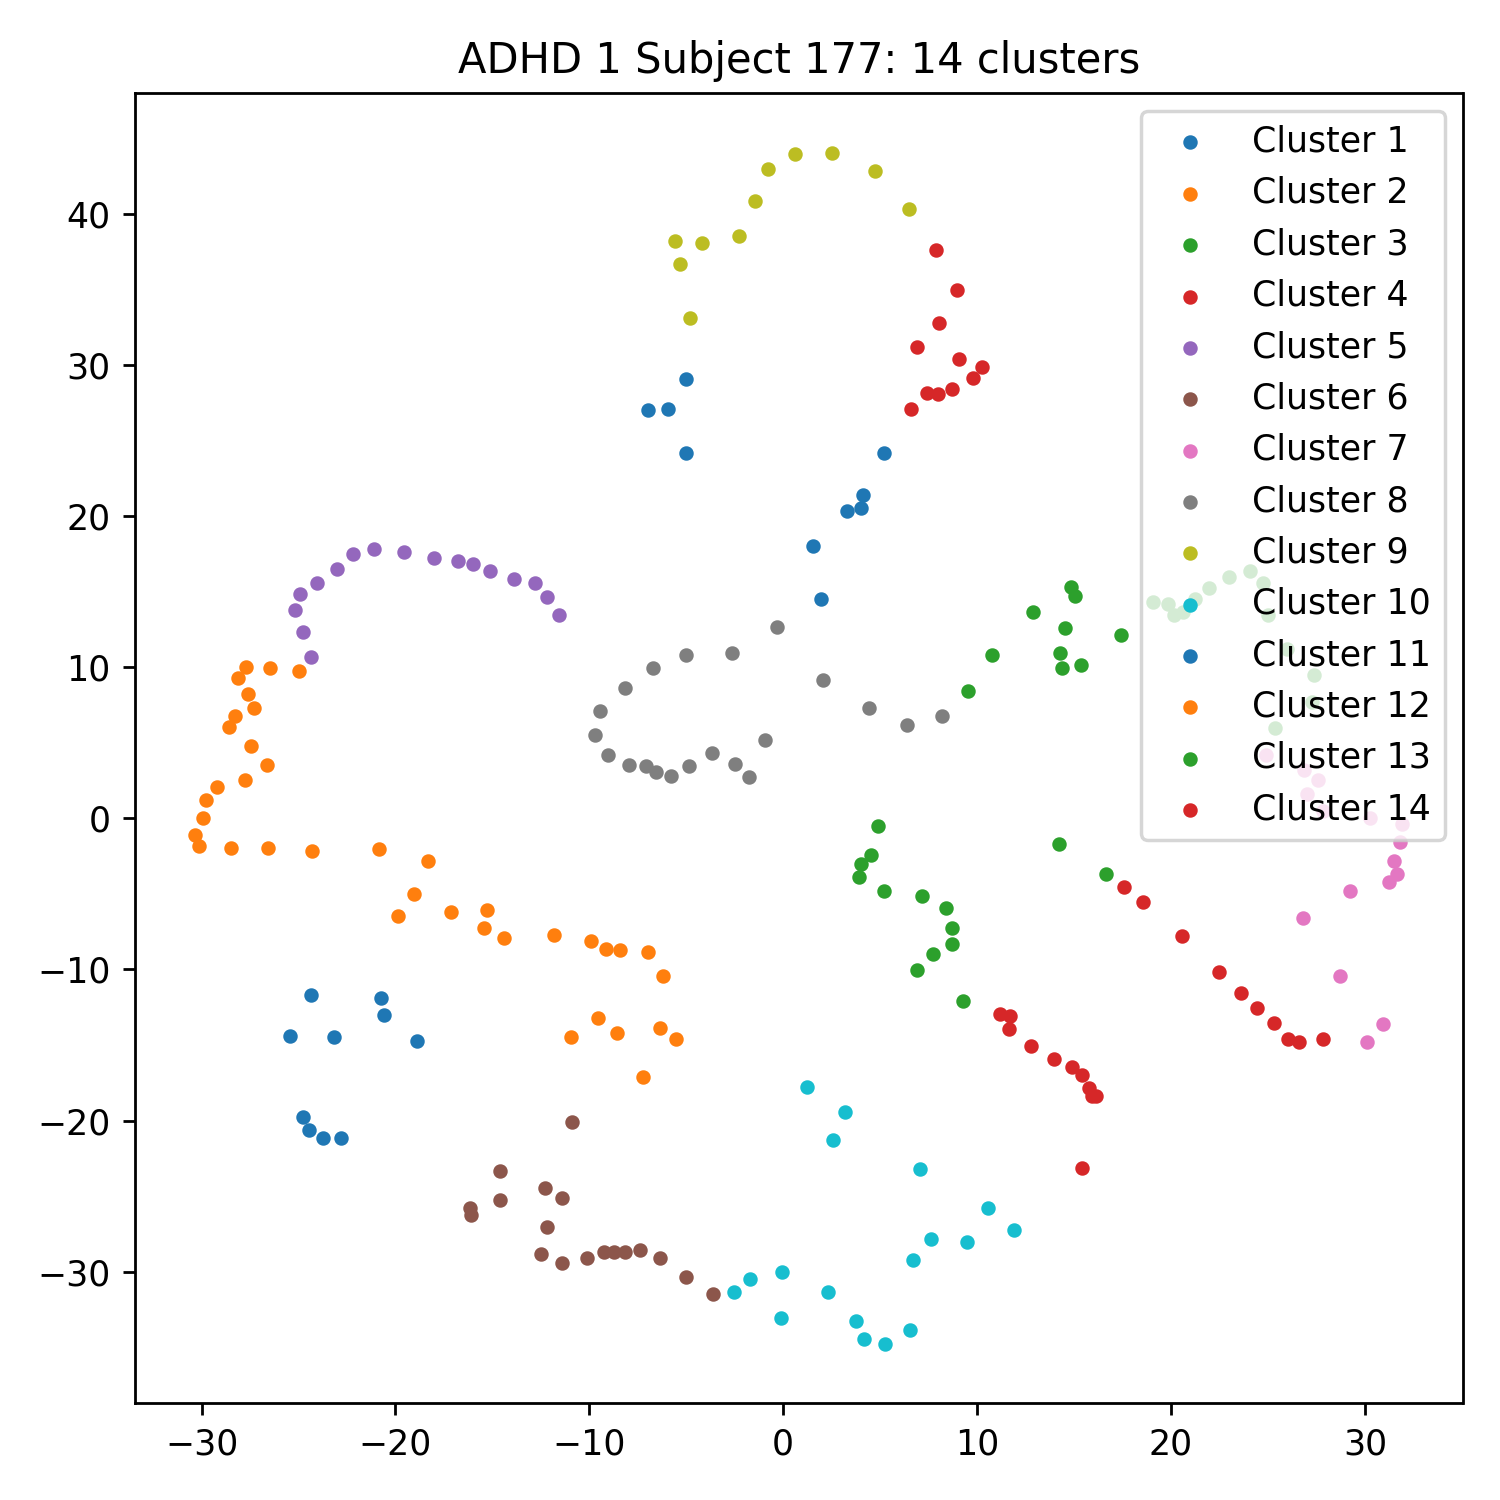 ADHD 1 Subject 177: 14 clusters
Cluster 1
Cluster 2
Cluster 3
Cluster 4
Cluster 5
Cluster 6
Cluster 7
Cluster 8
Cluster 9
Cluster 10
Cluster 11
Cluster 12
Cluster 13
Cluster 14
40
30
20
10
0
−10
−20
−30
−30 −20 −10 0 10 20 30